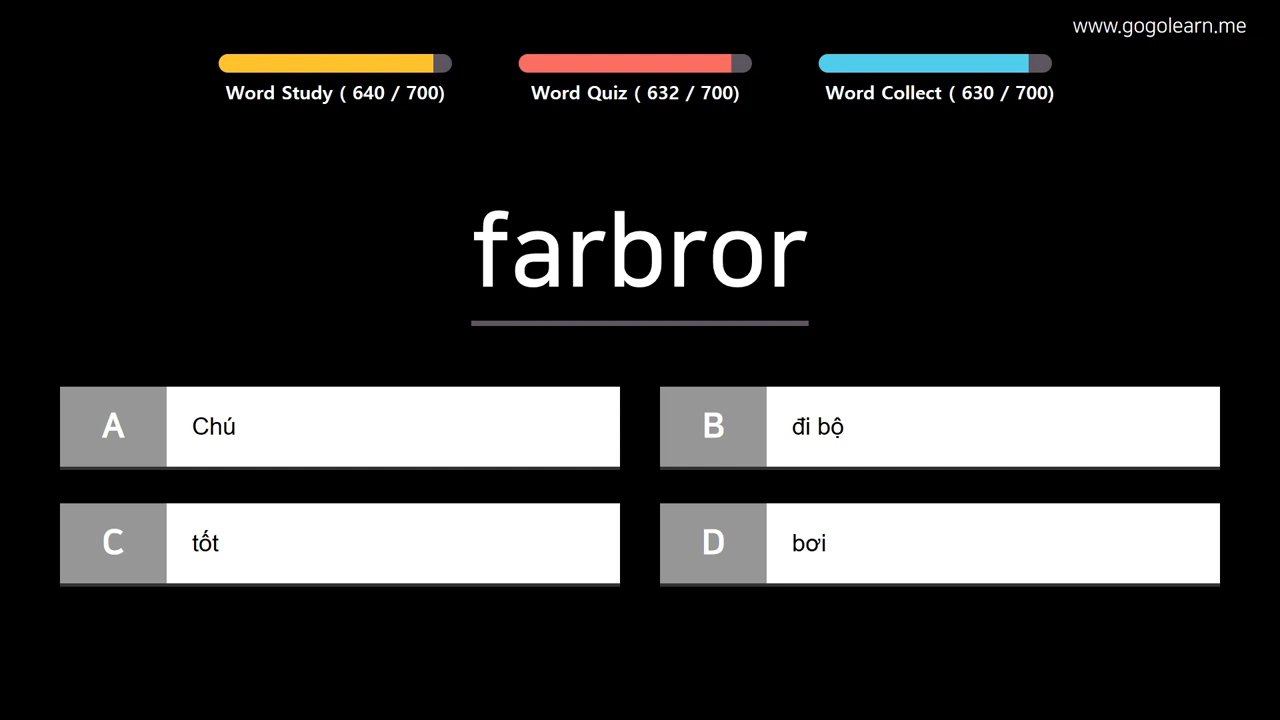 www.gogolearn.me
Word Study ( 640 / 700)
Word Quiz ( 632 / 700)
Word Collect ( 630 / 700)
farbror
A Chú
B đi bộ
C tốt
D bơi